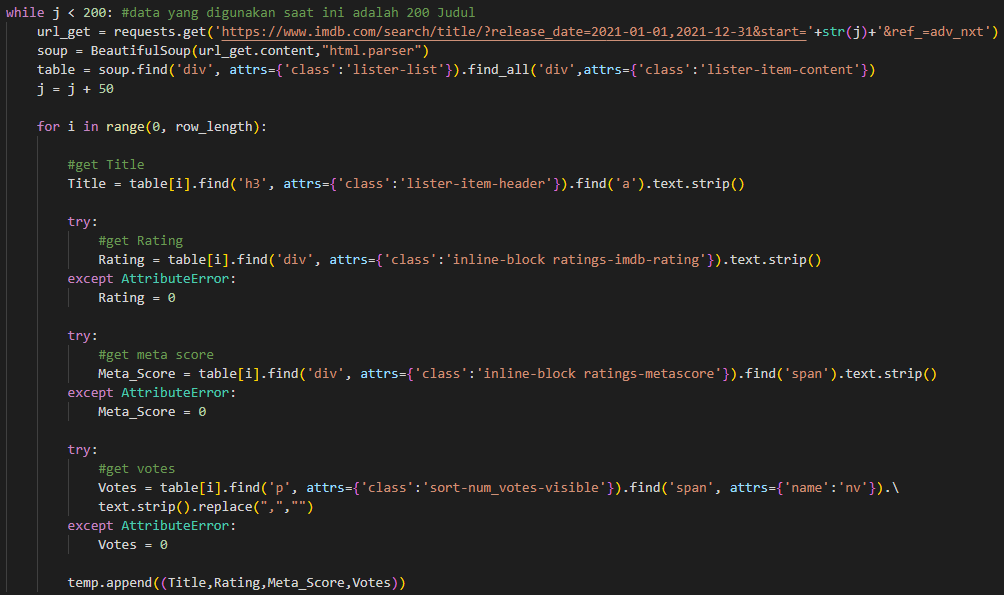 while j < 200: #data yang digunakan saat ini adalah 200 Judul
url_get = requests.get('https://www.imdb.com/search/title/?release_date=2021-01-01,2021-12-31&start='+str(j)+'&ref_=adv_nxt')
soup = BeautifulSoup(url_get.content,"html.parser")
table = soup.find('div', attrs={'class':'lister-list'}).find_all('div',attrs={'class':'lister-item-content'})
j = j + 50
for i in range(0, row_length):
#get Title
Title = table[i].find('h3', attrs={'class':'lister-item-header'}).find('a').text.strip()
try:
#get Rating
Rating = table[i].find('div', attrs={'class':'inline-block ratings-imdb-rating'}).text.strip()
except AttributeError:
Rating = 0
try:
#get meta score
Meta_Score = table[i].find('div', attrs={'class':'inline-block ratings-metascore'}).find('span').text.strip()
except AttributeError:
Meta_Score = 0
try:
#get votes
Votes = table[i].find('p', attrs={'class':'sort-num_votes-visible'}).find('span', attrs={'name':'nv'}).\
text.strip().replace(",","")
except AttributeError:
Votes = 0
temp.append((Title,Rating,Meta_Score,Votes))